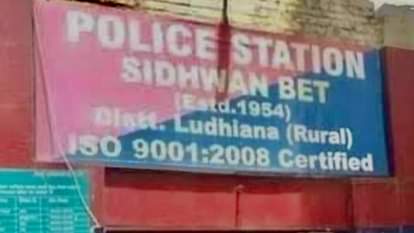 POLICE STATION
SIDHWAN BET
(Estd.1954)
Distt. Ludhiana (Rural)
ISO 9001:2008 Certified